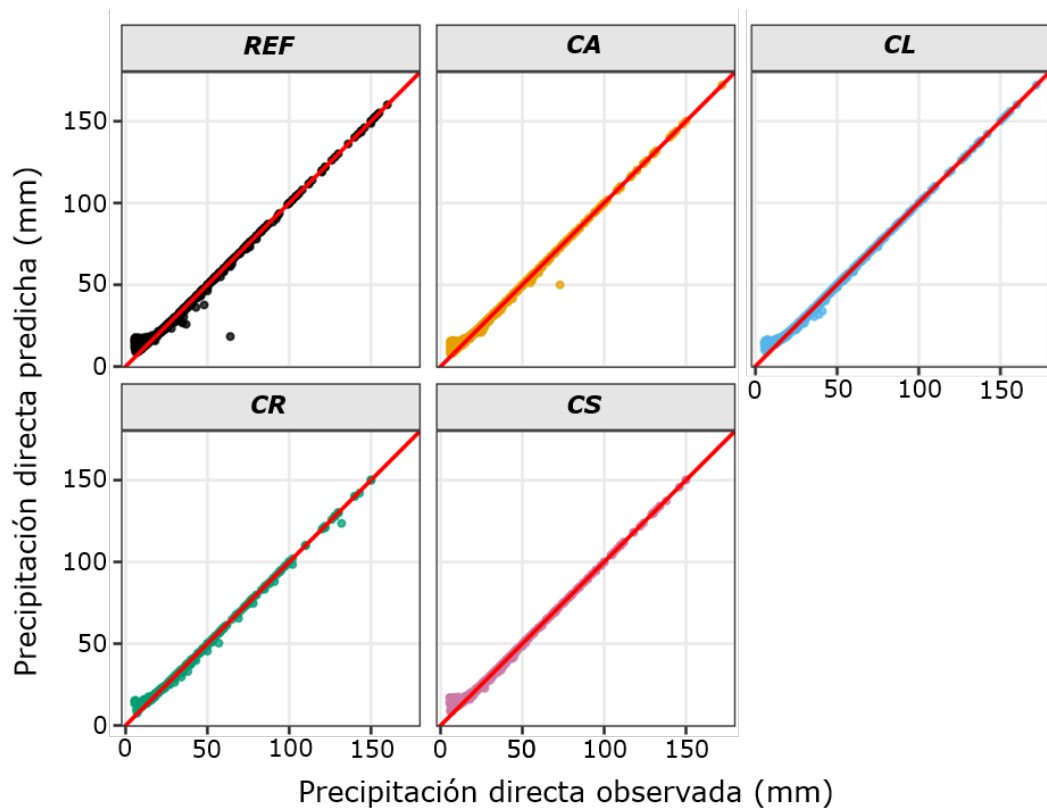 REF CA CL
150
100
50
0
0 50 100 150
CR CS
150
100
50
0
0 50 100 150 0 50 100 150
Precipitación directa predicha (mm)
Precipitación directa observada (mm)